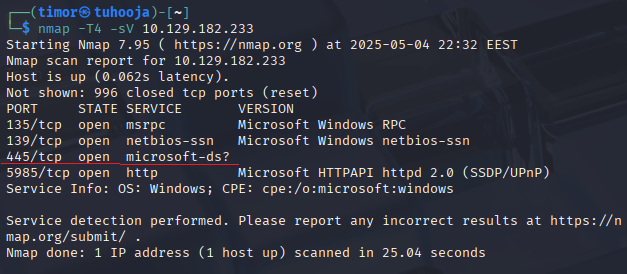 ┌──(timor㉿tuhooja)-[~]
└─$ nmap -T4 -sV 10.129.182.233
Starting Nmap 7.95 ( https://nmap.org ) at 2025-05-04 22:32 EEST
Nmap scan report for 10.129.182.233
Host is up (0.062s latency).
Not shown: 996 closed tcp ports (reset)
PORT     STATE SERVICE       VERSION
135/tcp  open  msrpc         Microsoft Windows RPC
139/tcp  open  netbios-ssn   Microsoft Windows netbios-ssn
445/tcp  open  microsoft-ds?
5985/tcp open  http          Microsoft HTTPAPI httpd 2.0 (SSDP/UPnP)
Service Info: OS: Windows; CPE: cpe:/o:microsoft:windows

Service detection performed. Please report any incorrect results at https://n
map.org/submit/ .
Nmap done: 1 IP address (1 host up) scanned in 25.04 seconds